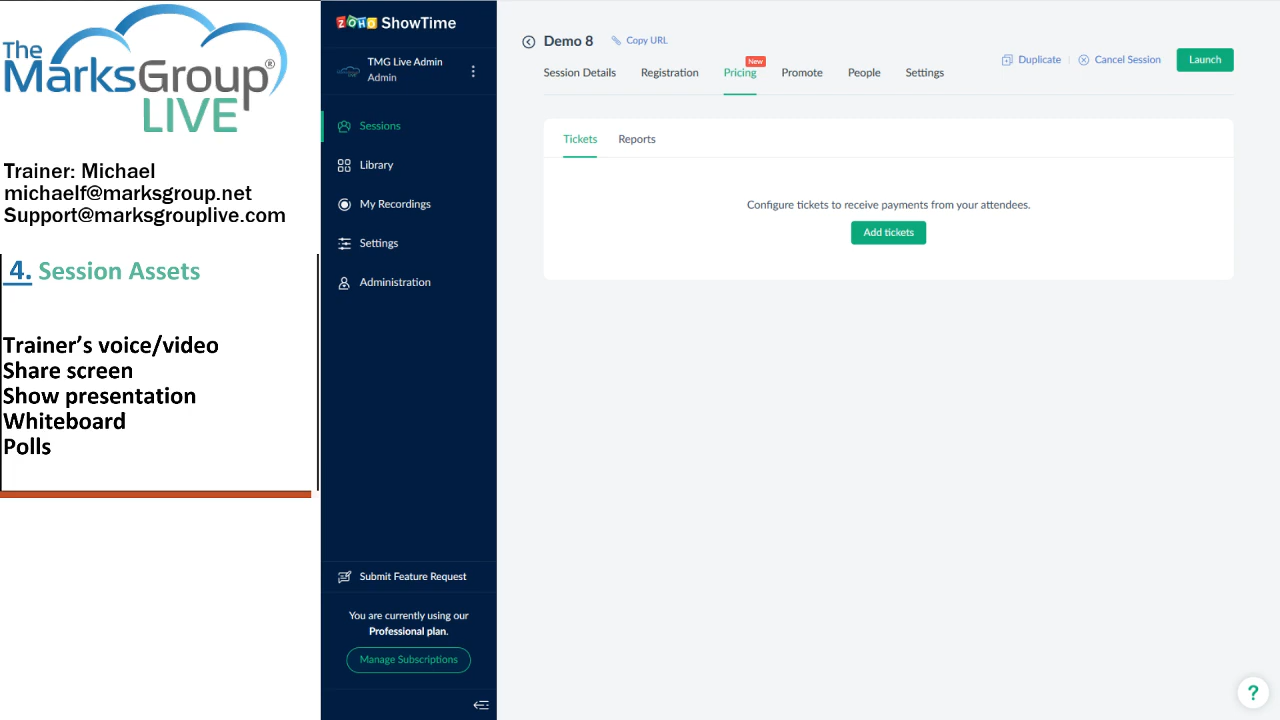 The
MarksGroup®
LIVE
Trainer: Michael
michaelf@marksgroup.net
Support@marksgrouplive.com
4. Session Assets
Trainer’s voice/video
Share screen
Show presentation
Whiteboard
Polls
ZOHO ShowTime
TMG Live Admin
Admin
Sessions
Library
My Recordings
Settings
Administration
Submit Feature Request
You are currently using our
Professional plan.
Manage Subscriptions
Demo 8 Copy URL
Duplicate Cancel Session Launch
New
Session Details Registration Pricing Promote People Settings
Tickets Reports
Configure tickets to receive payments from your attendees.
Add tickets
?